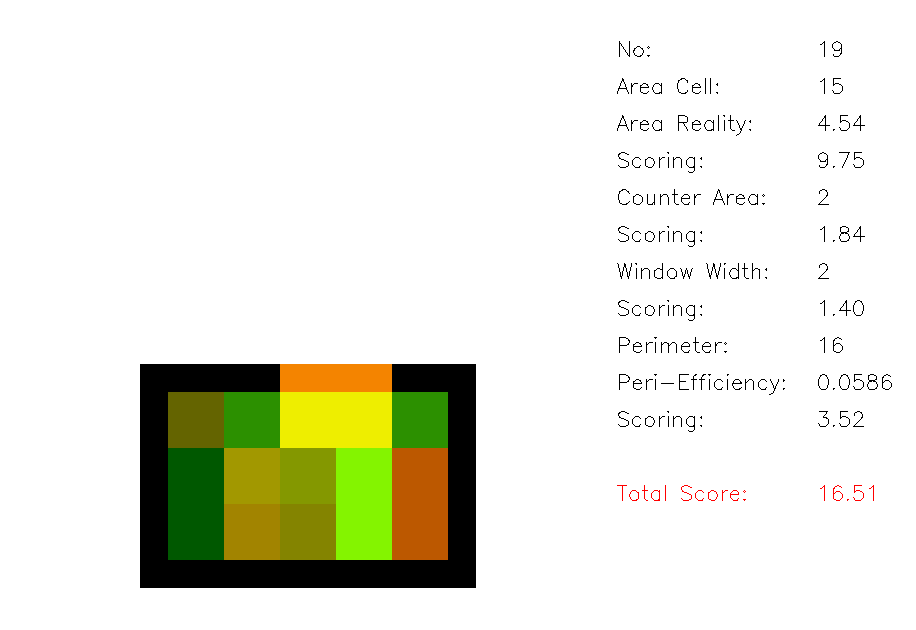 No: 19
Area Cell: 15
Area Reality: 4.54
Scoring: 9.75
Counter Area: 2
Scoring: 1.84
Window Width: 2
Scoring: 1.40
Perimeter: 16
Peri-Efficiency: 0.0586
Scoring: 3.52
Total Score: 16.51